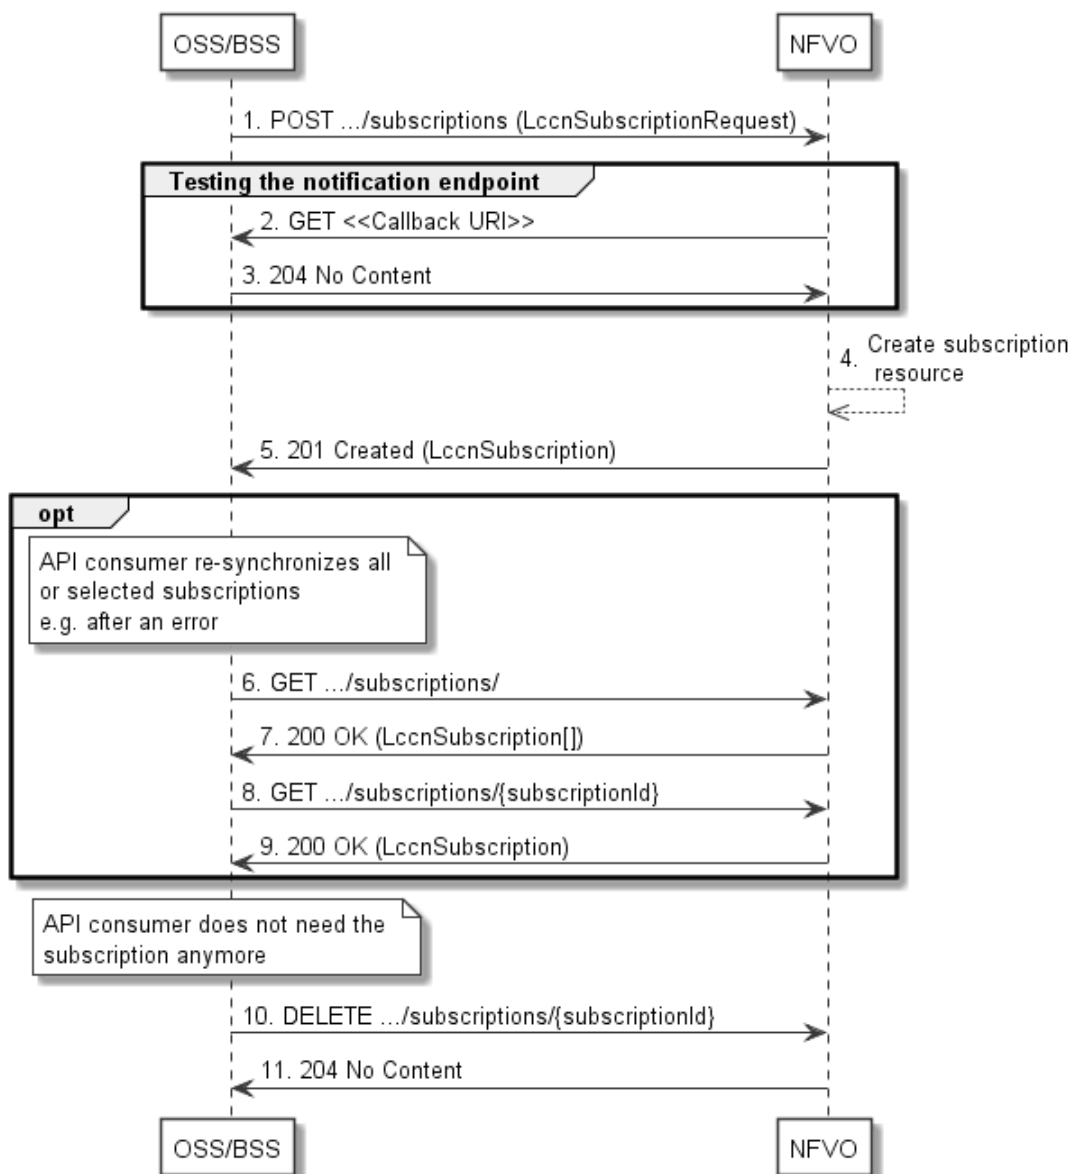 OSS/BSS
NFVO
1. POST .../subscriptions (LccnSubscriptionRequest)
Testing the notification endpoint
2. GET <<Callback URI>>
3. 204 No Content
4. Create subscription
resource
5. 201 Created (LccnSubscription)
opt
API consumer re-synchronizes all
or selected subscriptions
e.g. after an error
6. GET .../subscriptions/
7. 200 OK (LccnSubscription[])
8. GET .../subscriptions/{subscriptionId}
9. 200 OK (LccnSubscription)
API consumer does not need the
subscription anymore
10. DELETE .../subscriptions/{subscriptionId}
11. 204 No Content
OSS/BSS
NFVO